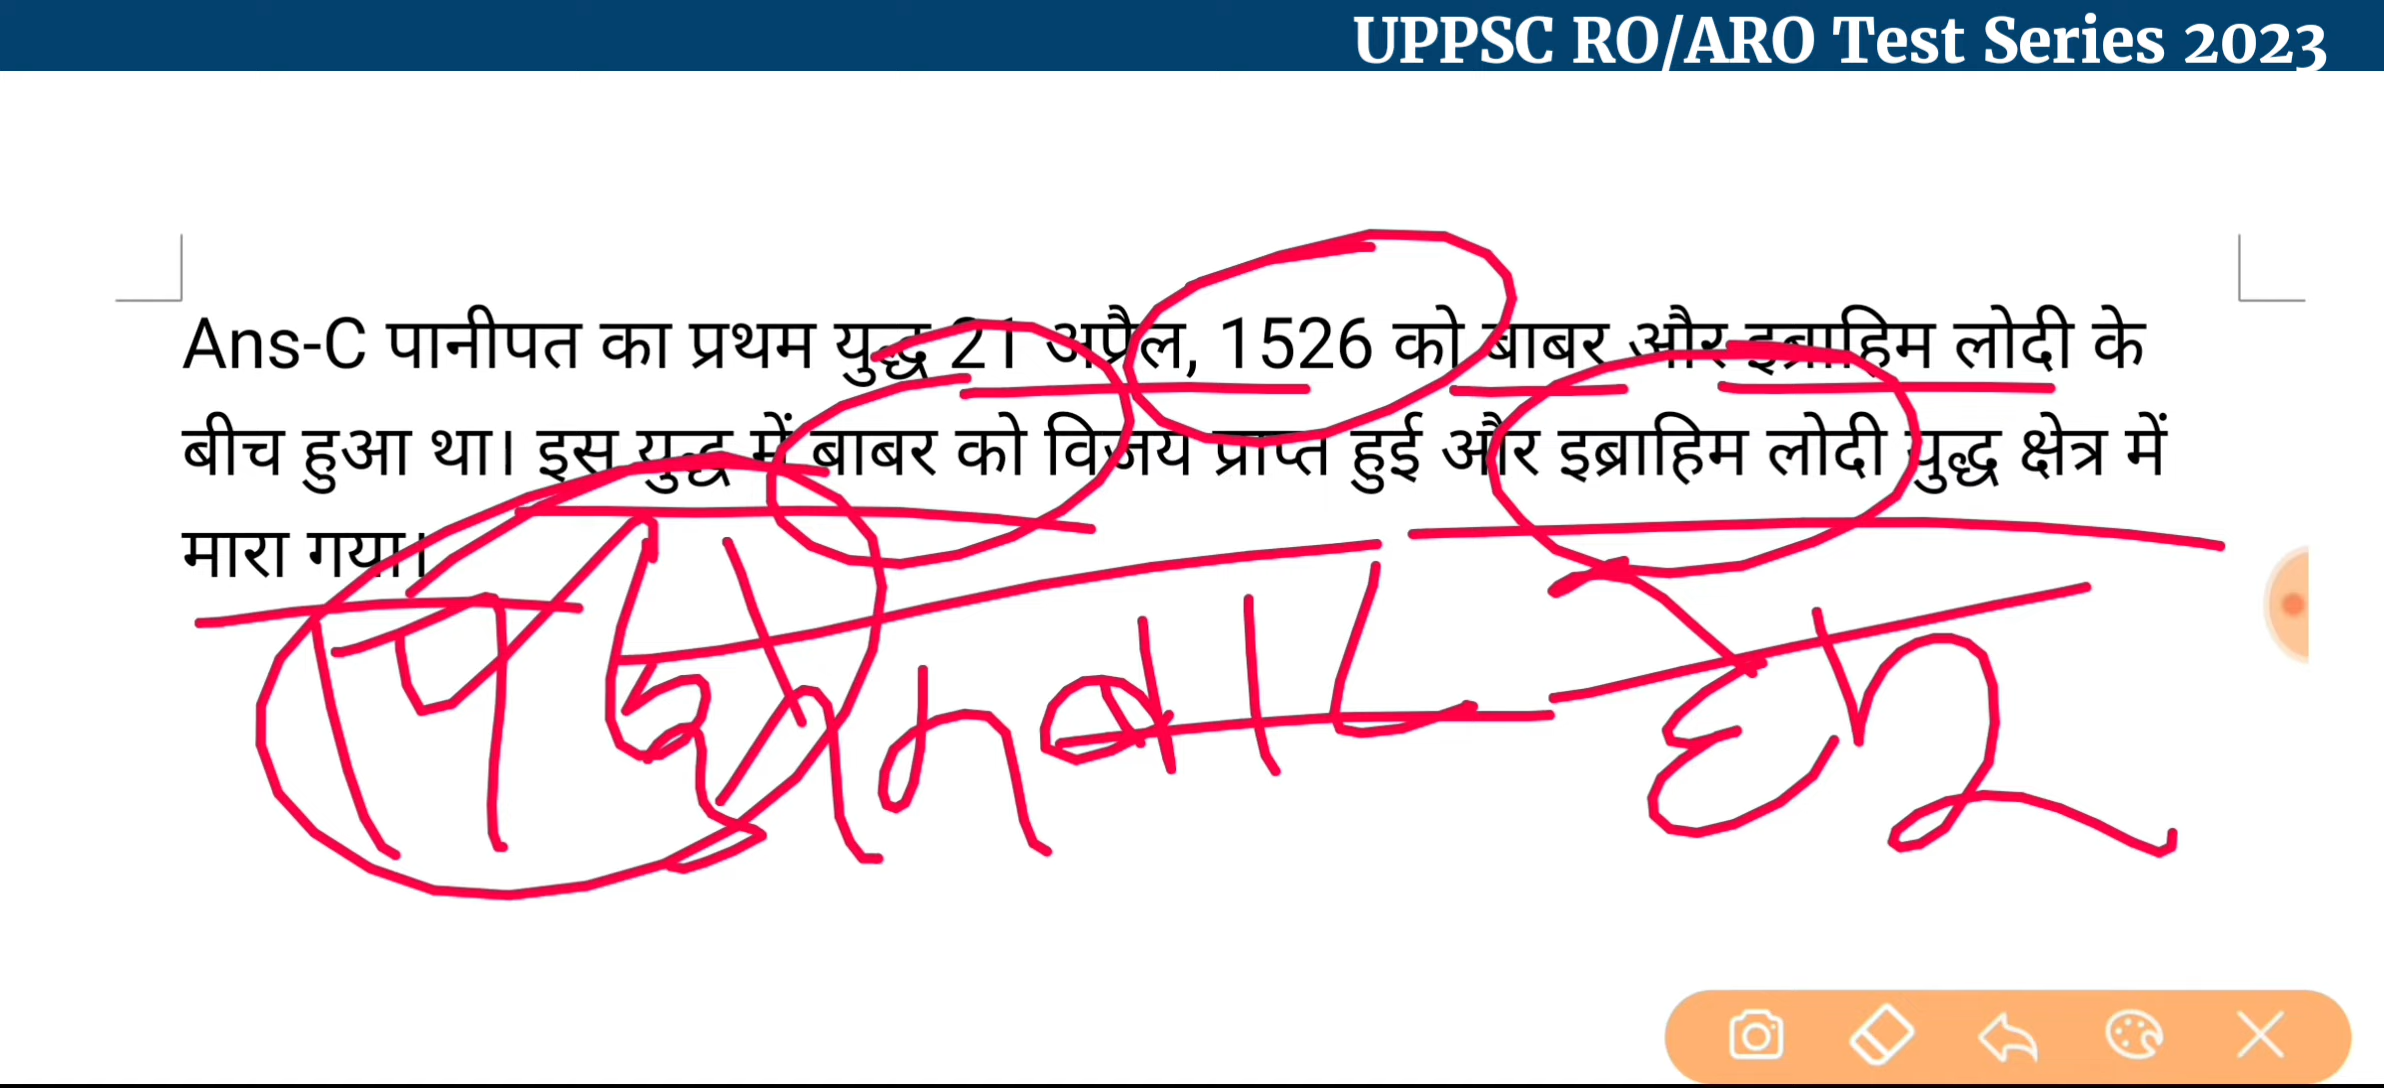 UPPSC RO/ARO Test Series 2023
Ans-C पानीपत का प्रथम युद्ध 21 अप्रैल, 1526 को बाबर और इब्राहिम लोदी के
बीच हुआ था। इस युद्ध में बाबर को विजय प्राप्त हुई और इब्राहिम लोदी युद्ध क्षेत्र में
मारा गया।